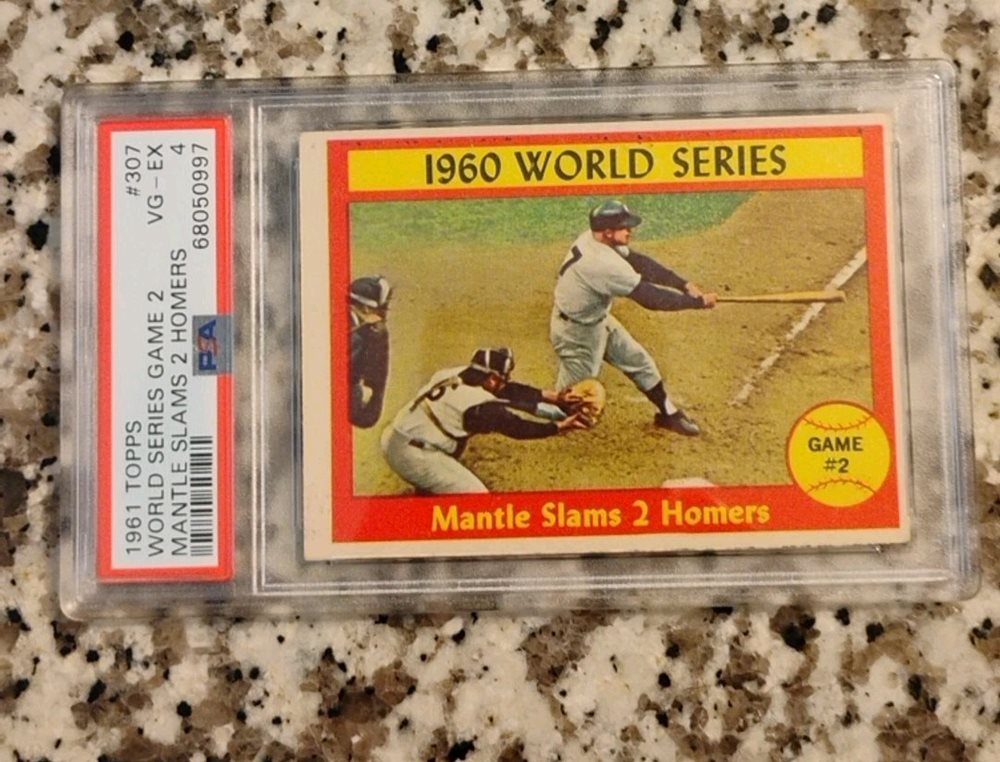 1961 TOPPS #307
WORLD SERIES GAME 2 VG-EX
MANTLE SLAMS 2 HOMERS 4
68050997
PSA
1960 WORLD SERIES
7
GAME
#2
Mantle Slams 2 Homers